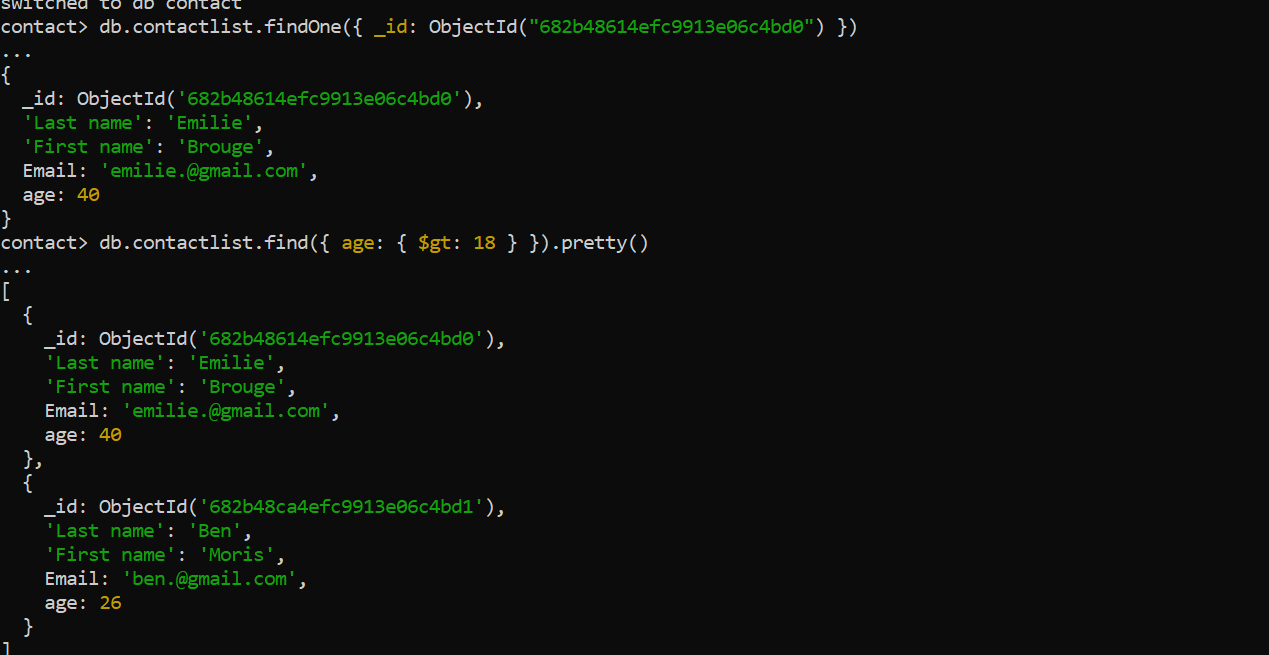 switched to db contact
contact> db.contactlist.findOne({ _id: ObjectId("682b48614efc9913e06c4bd0") })
...
{
  _id: ObjectId('682b48614efc9913e06c4bd0'),
  'Last name': 'Emilie',
  'First name': 'Brouge',
  Email: 'emilie.@gmail.com',
  age: 40
}
contact> db.contactlist.find({ age: { $gt: 18 } }).pretty()
...
[
  {
    _id: ObjectId('682b48614efc9913e06c4bd0'),
    'Last name': 'Emilie',
    'First name': 'Brouge',
    Email: 'emilie.@gmail.com',
    age: 40
  },
  {
    _id: ObjectId('682b48ca4efc9913e06c4bd1'),
    'Last name': 'Ben',
    'First name': 'Moris',
    Email: 'ben.@gmail.com',
    age: 26
  }
]